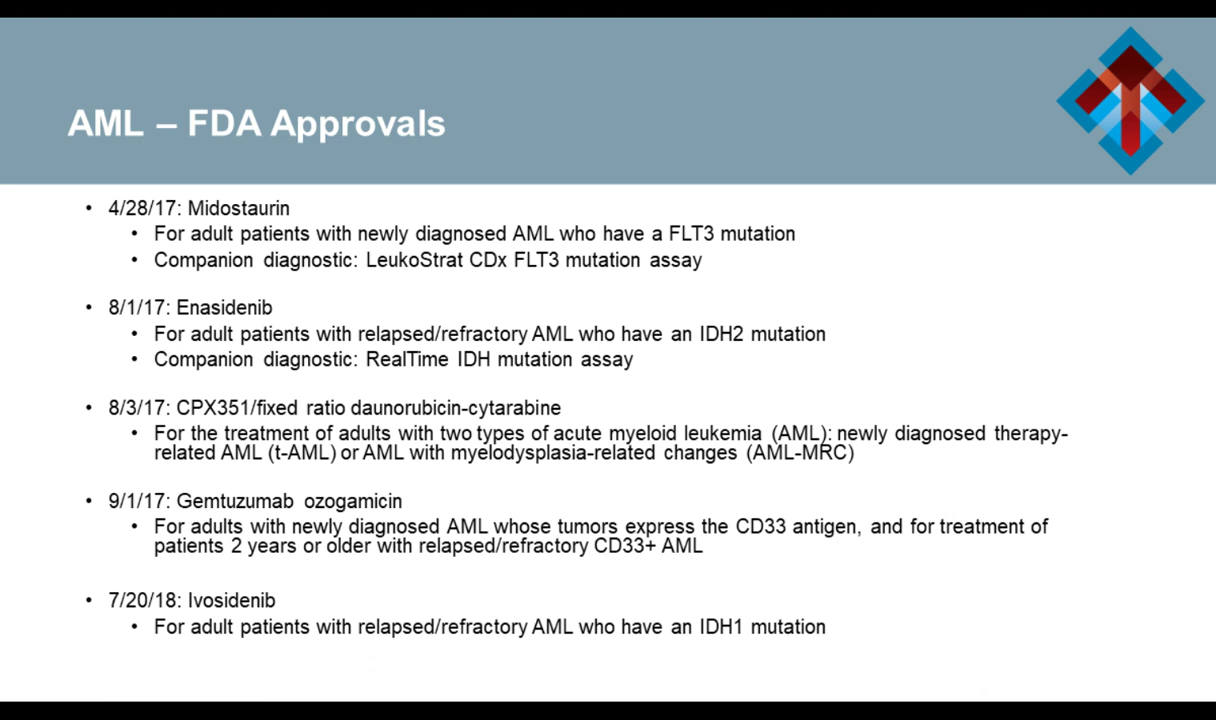 AML – FDA Approvals
• 4/28/17: Midostaurin
• For adult patients with newly diagnosed AML who have a FLT3 mutation
• Companion diagnostic: LeukoStrat CDx FLT3 mutation assay
• 8/1/17: Enasidenib
• For adult patients with relapsed/refractory AML who have an IDH2 mutation
• Companion diagnostic: RealTime IDH mutation assay
• 8/3/17: CPX351/fixed ratio daunorubicin-cytarabine
• For the treatment of adults with two types of acute myeloid leukemia (AML): newly diagnosed therapy-
related AML (t-AML) or AML with myelodysplasia-related changes (AML-MRC)
• 9/1/17: Gemtuzumab ozogamicin
• For adults with newly diagnosed AML whose tumors express the CD33 antigen, and for treatment of
patients 2 years or older with relapsed/refractory CD33+ AML
• 7/20/18: Ivosidenib
• For adult patients with relapsed/refractory AML who have an IDH1 mutation